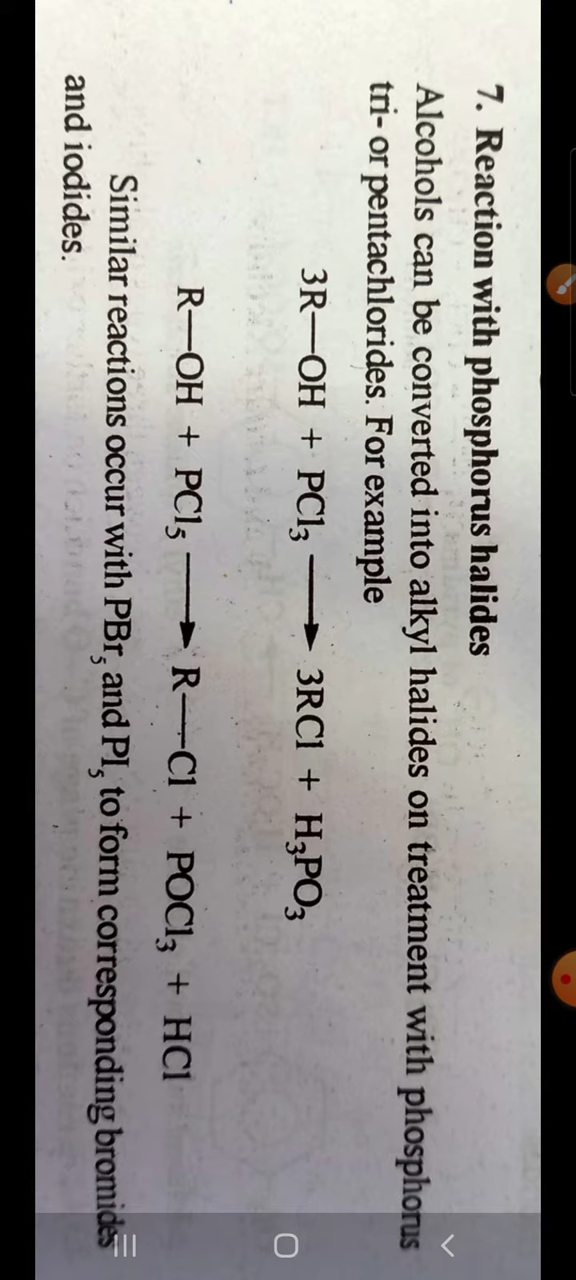 7. Reaction with phosphorus halides
Alcohols can be converted into alkyl halides on treatment with phosphorus
tri- or pentachlorides. For example
3R—OH + PCl₃ ⟶ 3RCl + H₃PO₃
R—OH + PCl₅ ⟶ R—Cl + POCl₃ + HCl
Similar reactions occur with PBr₅ and PI₅ to form corresponding bromides
and iodides.